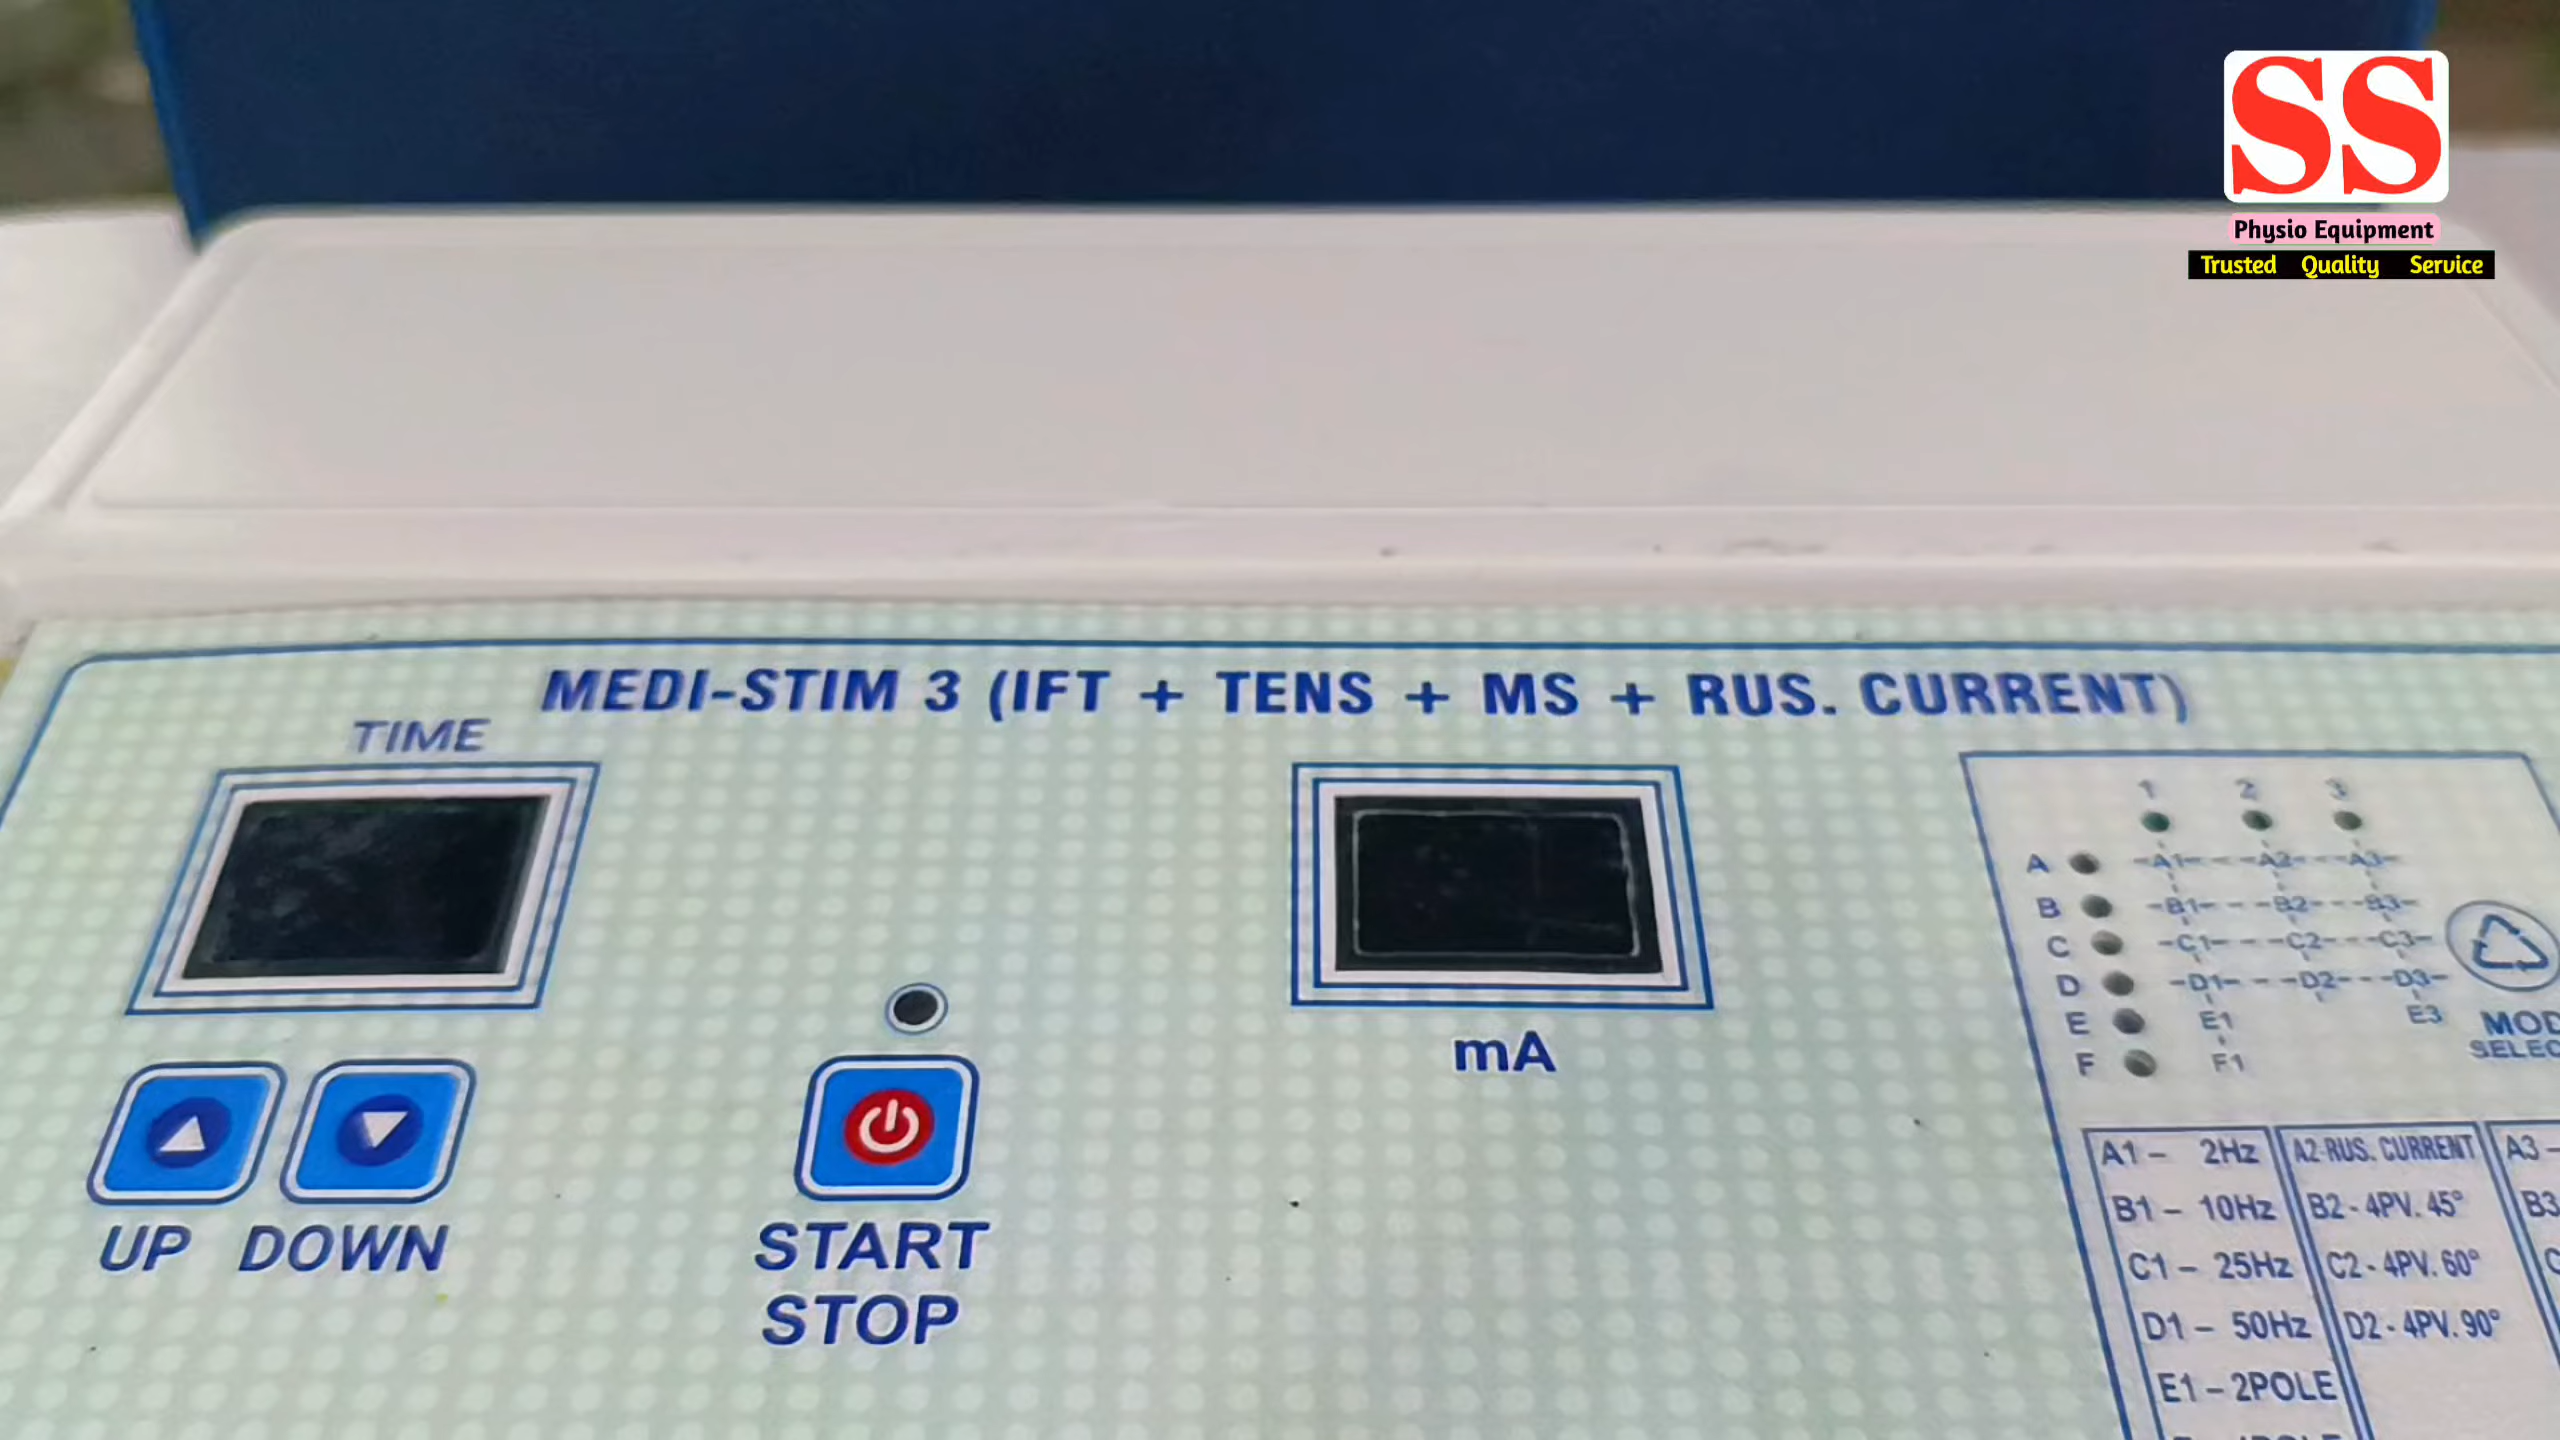 SS
Physio Equipment
Trusted Quality Service
MEDI-STIM 3 (IFT + TENS + MS + RUS. CURRENT)
TIME
mA
UP DOWN
START
STOP
1 2 3
A A1 A2 A3
B B1 B2 B3
C C1 C2 C3
D D1 D2 D3
E E1 E3
F F1
A1 – 2Hz
B1 – 10Hz
C1 – 25Hz
D1 – 50Hz
E1 – 2POLE
A2-RUS. CURRENT
B2 - 4PV. 45°
C2 - 4PV. 60°
D2 - 4PV. 90°
A3 –
B3